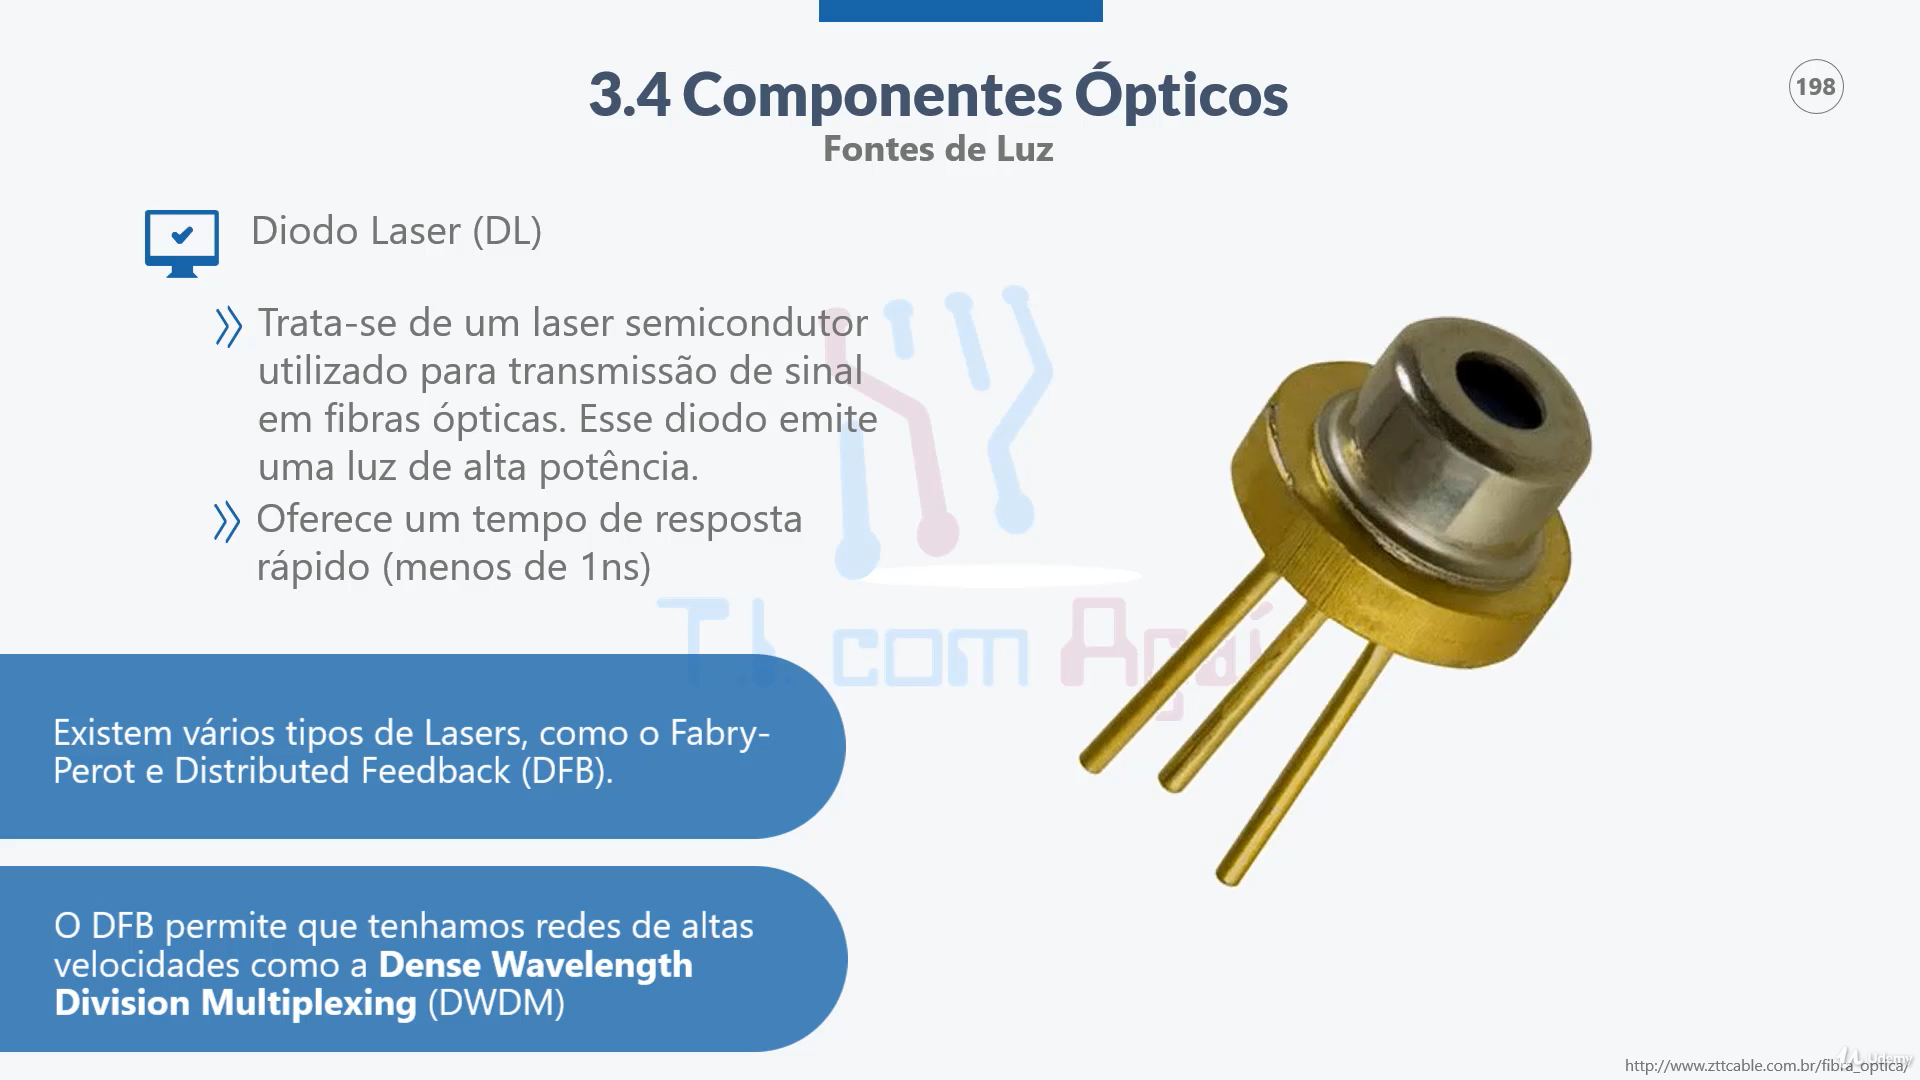 3.4 Componentes Ópticos
198
Fontes de Luz
Diodo Laser (DL)
Trata-se de um laser semicondutor
utilizado para transmissão de sinal
em fibras ópticas. Esse diodo emite
uma luz de alta potência.
Oferece um tempo de resposta
rápido (menos de 1ns)
T.I. com Açaí
Existem vários tipos de Lasers, como o Fabry-
Perot e Distributed Feedback (DFB).
O DFB permite que tenhamos redes de altas
velocidades como a Dense Wavelength
Division Multiplexing (DWDM)
http://www.zttcable.com.br/fibra_optica/
Udemy